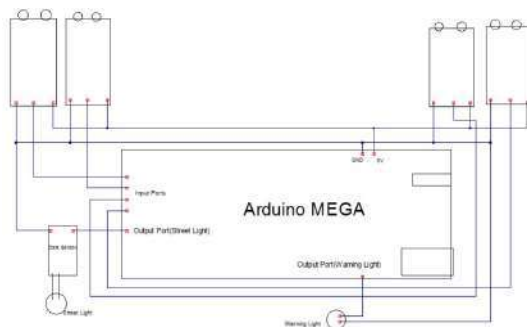 GND
5V
Input Ports
Arduino MEGA
Output Port(Street Light)
Output Port(Warning Light)
Street Light
Warning Light